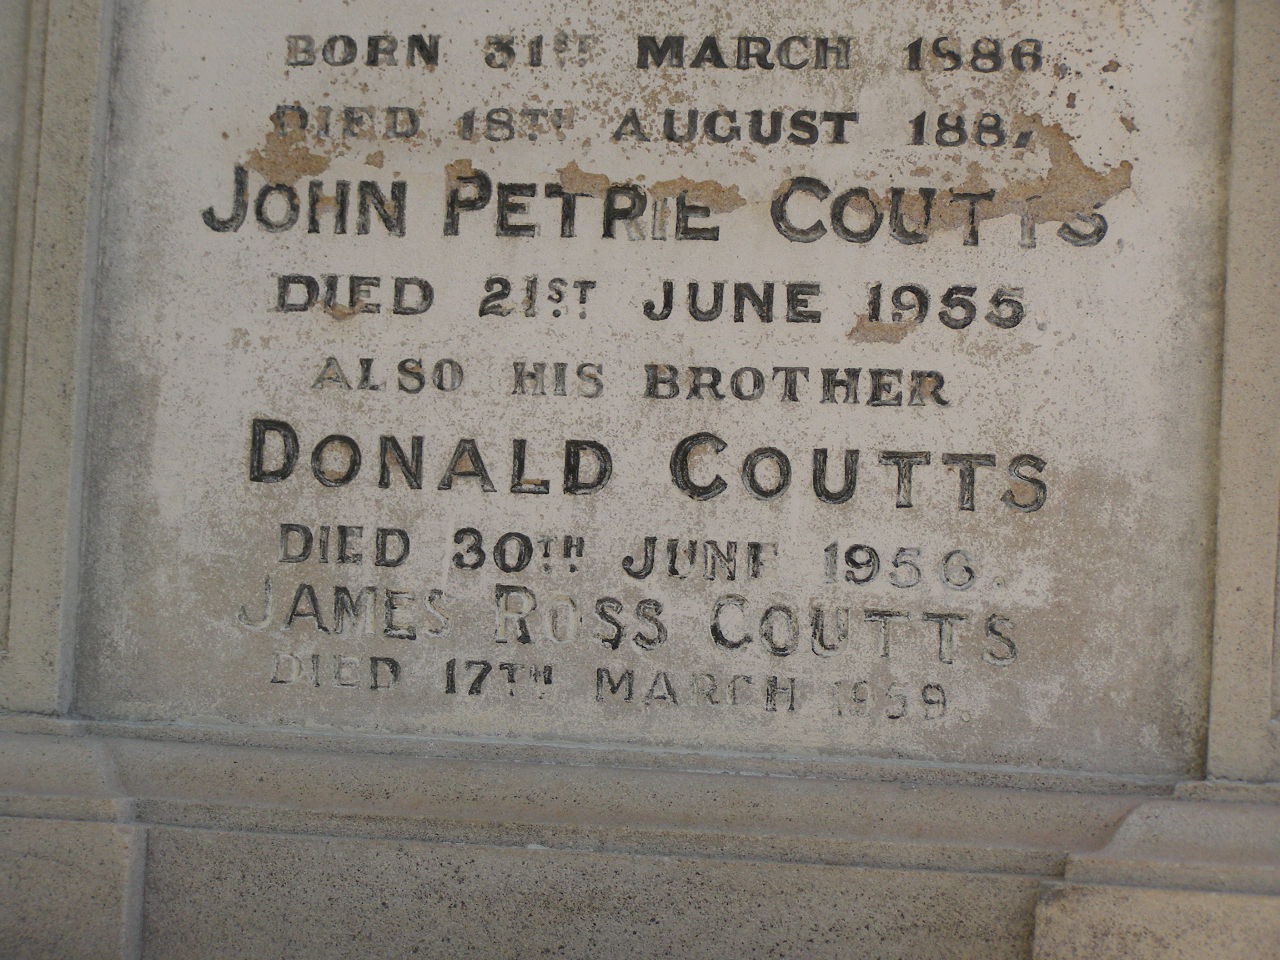 BORN 31ST MARCH 1886,
DIED 18TH AUGUST 1887
JOHN PETRIE COUTTS
DIED 21ST JUNE 1955
ALSO HIS BROTHER
DONALD COUTTS
DIED 30TH JUNE 1956.
JAMES ROSS COUTTS
DIED 17TH MARCH 1959.